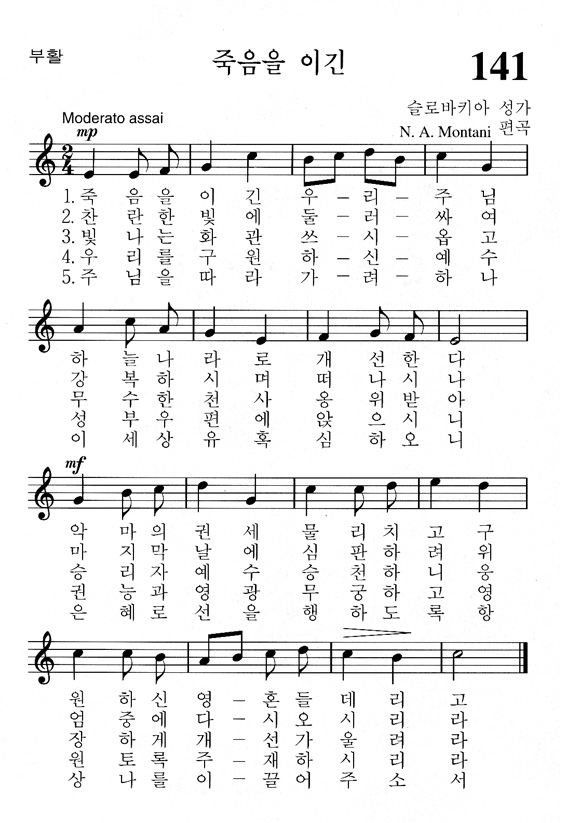 부활
죽음을 이긴
141
슬로바키아 성가
N. A. Montani 편곡
Moderato assai
mp
1. 죽 음 을 이 긴 우 – 리 – 주 님
2. 찬 란 한 빛 에 둘 – 러 – 싸 여
3. 빛 나 는 화 관 쓰 – 시 – 옵 고
4. 우 리 를 구 원 하 – 신 – 예 수
5. 주 님 을 따 라 가 – 려 – 하 나
하 늘 나 라 로 개 선 한 다
강 복 하 시 며 떠 나 시 나
무 수 한 천 사 옹 위 받 아
성 부 우 편 에 앉 으 시 니
이 세 상 유 혹 심 하 오 니
mf
악 마 의 권 세 물 리 치 고 구
마 지 막 날 에 심 판 하 려 위
승 리 자 예 수 승 천 하 니 웅
권 능 과 영 광 무 궁 하 고 영
은 혜 로 선 을 행 하 도 록 항
원 하 신 영 – 혼 들 데 리 고
엄 중 에 다 – 시 오 시 리 라
장 하 게 개 – 선 가 울 려 라
원 토 록 주 – 재 하 시 리 라
상 나 를 이 – 끌 어 주 소 서